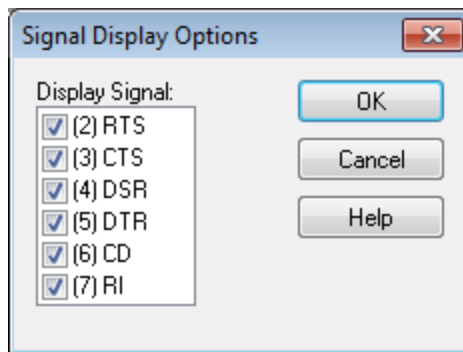 Signal Display Options
Display Signal:
(2) RTS
(3) CTS
(4) DSR
(5) DTR
(6) CD
(7) RI
OK
Cancel
Help